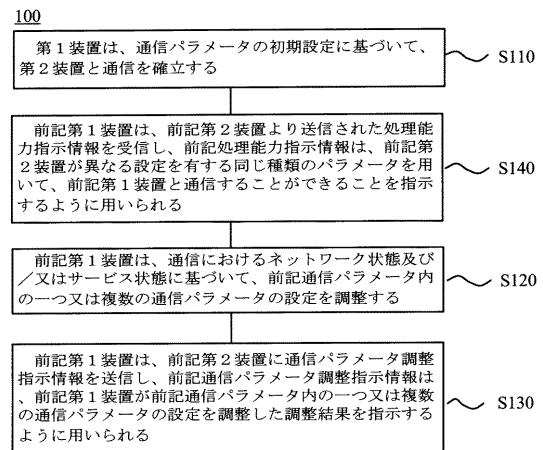 100
第１装置は、通信パラメータの初期設定に基づいて、
第２装置と通信を確立する
S110
前記第１装置は、前記第２装置より送信された処理能
力指示情報を受信し、前記処理能力指示情報は、前記第
２装置が異なる設定を有する同じ種類のパラメータを用
いて、前記第１装置と通信することができることを指示
するように用いられる
S140
前記第１装置は、通信におけるネットワーク状態及び
／又はサービス状態に基づいて、前記通信パラメータ内
の一つ又は複数の通信パラメータの設定を調整する
S120
前記第１装置は、前記第２装置に通信パラメータ調整
指示情報を送信し、前記通信パラメータ調整指示情報は
、前記第１装置が前記通信パラメータ内の一つ又は複数
の通信パラメータの設定を調整した調整結果を指示する
ように用いられる
S130